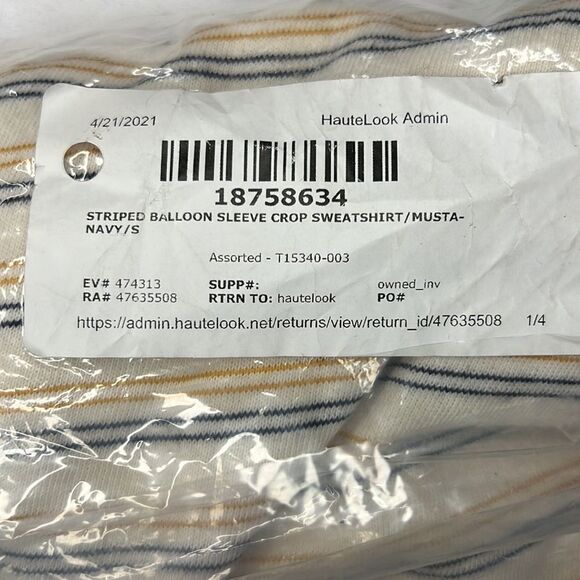 4/21/2021 HauteLook Admin
18758634
STRIPED BALLOON SLEEVE CROP SWEATSHIRT/MUSTA-
NAVY/S
Assorted - T15340-003
EV# 474313 SUPP#: owned_inv
RA# 47635508 RTRN TO: hautelook PO#
https://admin.hautelook.net/returns/view/return_id/47635508 1/4